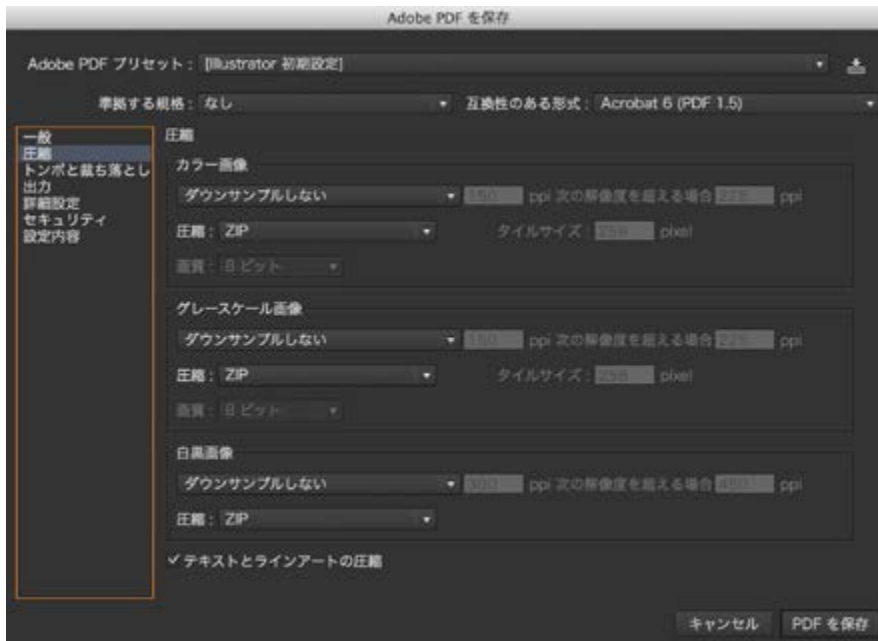 Adobe PDF を保存
Adobe PDF プリセット： [Illustrator 初期設定]
準拠する規格： なし 互換性のある形式： Acrobat 6 (PDF 1.5)
一般
圧縮
トンボと裁ち落とし
出力
詳細設定
セキュリティ
設定内容
圧縮
カラー画像
ダウンサンプルしない 150 ppi 次の解像度を超える場合 225 ppi
圧縮： ZIP タイルサイズ： 256 pixel
画質： 8 ビット
グレースケール画像
ダウンサンプルしない 150 ppi 次の解像度を超える場合 225 ppi
圧縮： ZIP タイルサイズ： 256 pixel
画質： 8 ビット
白黒画像
ダウンサンプルしない 300 ppi 次の解像度を超える場合 450 ppi
圧縮： ZIP
✓テキストとラインアートの圧縮
キャンセル PDF を保存